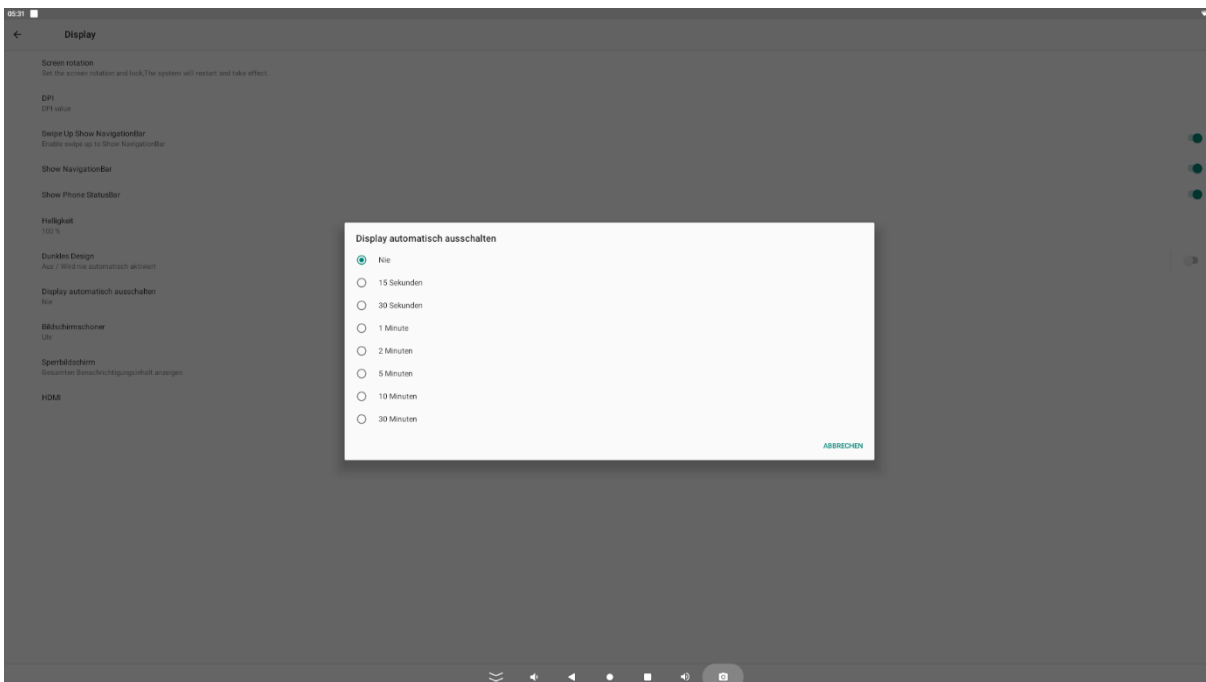 05:31
Display
Screen rotation
Set the screen rotation and lock,The system will restart and take effect.
DPI
DPI value
Swipe Up Show NavigationBar
Enable swipe up to Show NavigationBar
Show NavigationBar
Show Phone StatusBar
Helligkeit
100 %
Dunkles Design
Aus / Wird nie automatisch aktiviert
Display automatisch ausschalten
Nie
Bildschirmschoner
Uhr
Sperrbildschirm
Gesamten Benachrichtigungsinhalt anzeigen
HDMI
Display automatisch ausschalten
Nie
15 Sekunden
30 Sekunden
1 Minute
2 Minuten
5 Minuten
10 Minuten
30 Minuten
ABBRECHEN